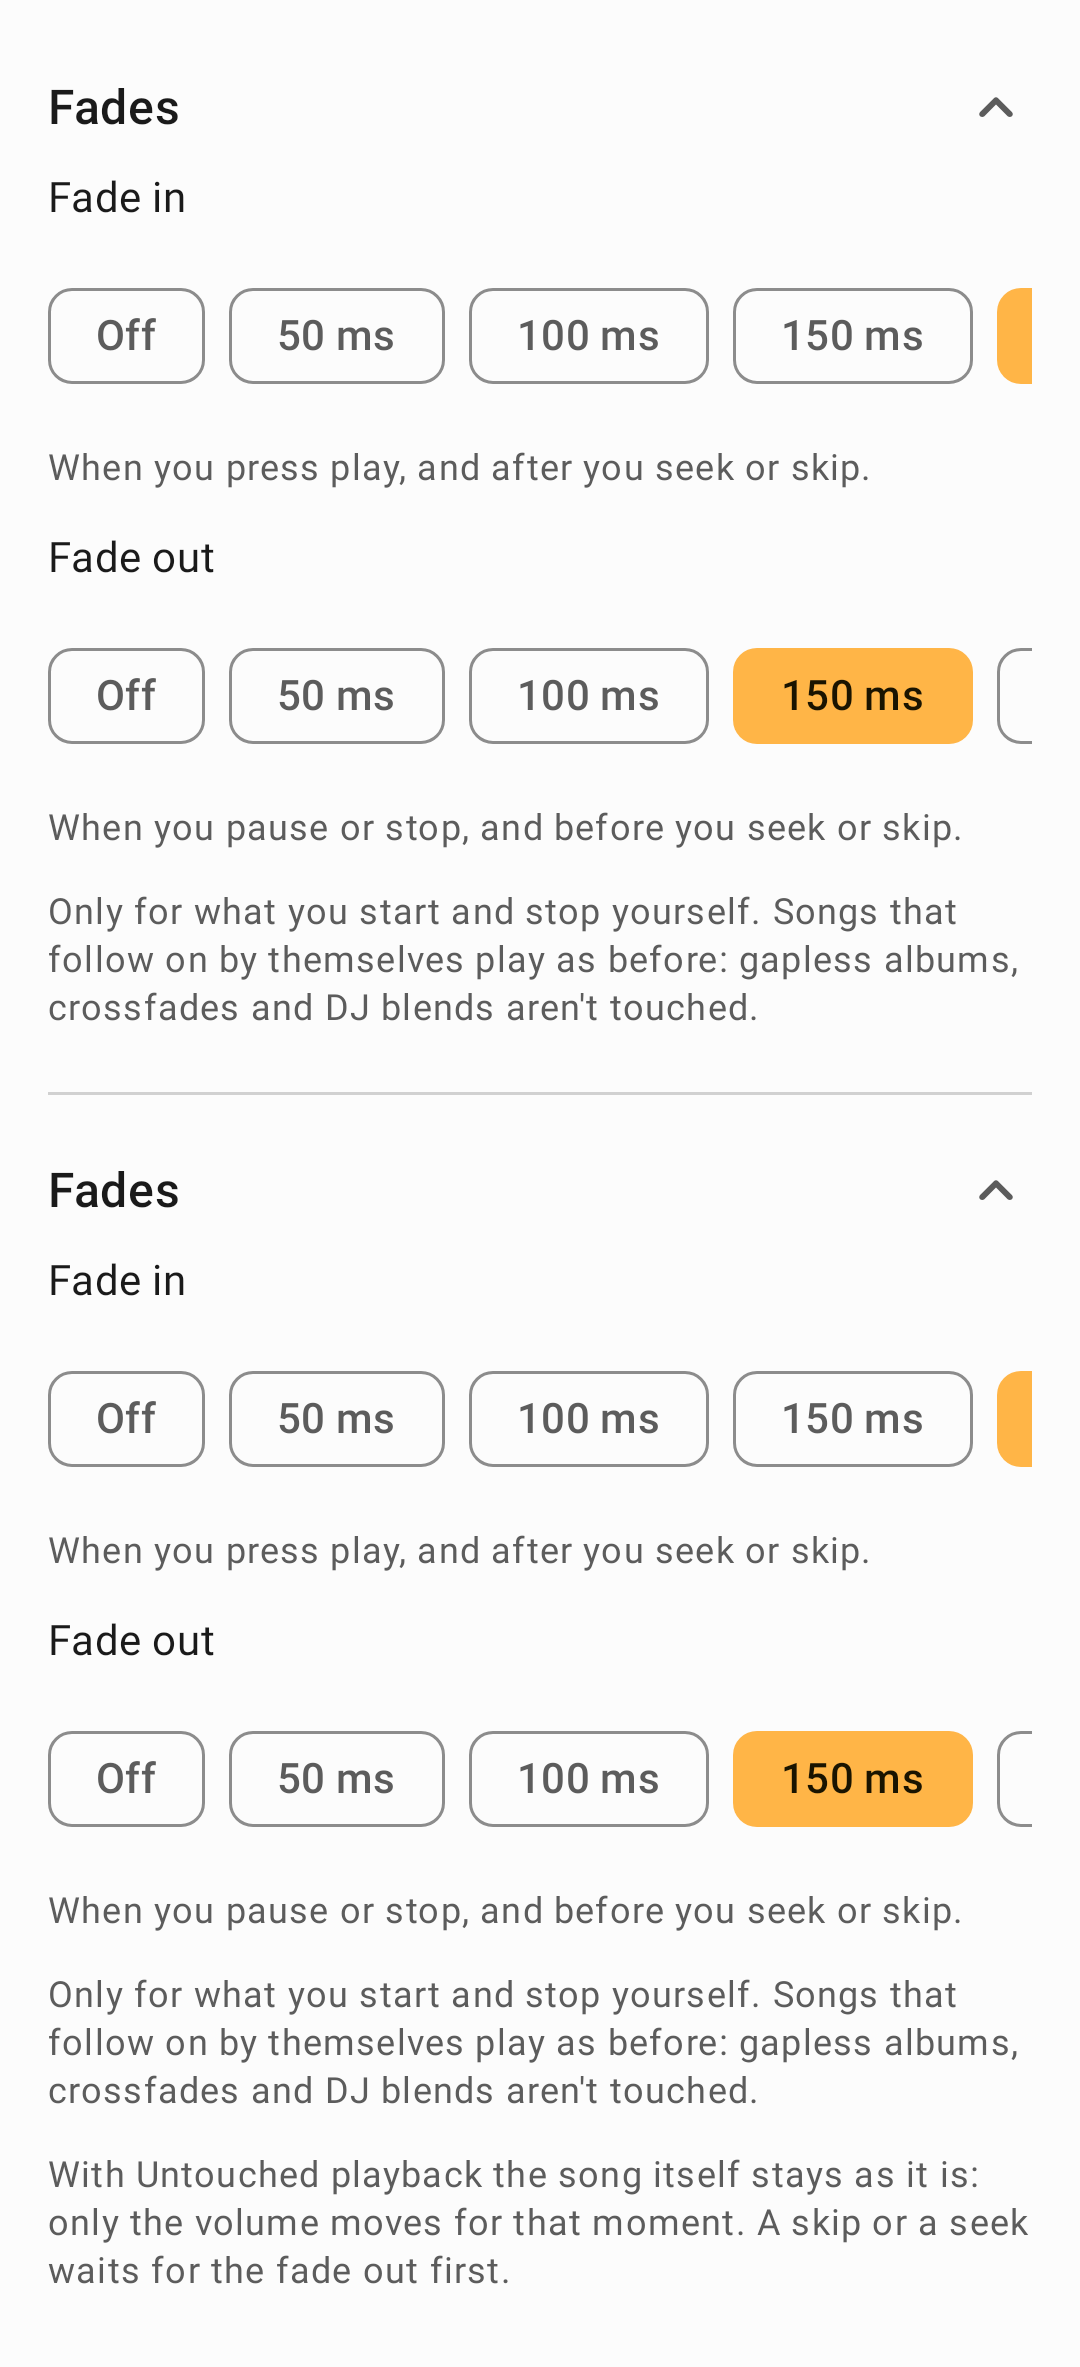 Fades
Fade in
Off
50 ms
100 ms
150 ms
When you press play, and after you seek or skip.
Fade out
Off
50 ms
100 ms
150 ms
When you pause or stop, and before you seek or skip.
Only for what you start and stop yourself. Songs that
follow on by themselves play as before: gapless albums,
crossfades and DJ blends aren't touched.
Fades
Fade in
Off
50 ms
100 ms
150 ms
When you press play, and after you seek or skip.
Fade out
Off
50 ms
100 ms
150 ms
When you pause or stop, and before you seek or skip.
Only for what you start and stop yourself. Songs that
follow on by themselves play as before: gapless albums,
crossfades and DJ blends aren't touched.
With Untouched playback the song itself stays as it is:
only the volume moves for that moment. A skip or a seek
waits for the fade out first.